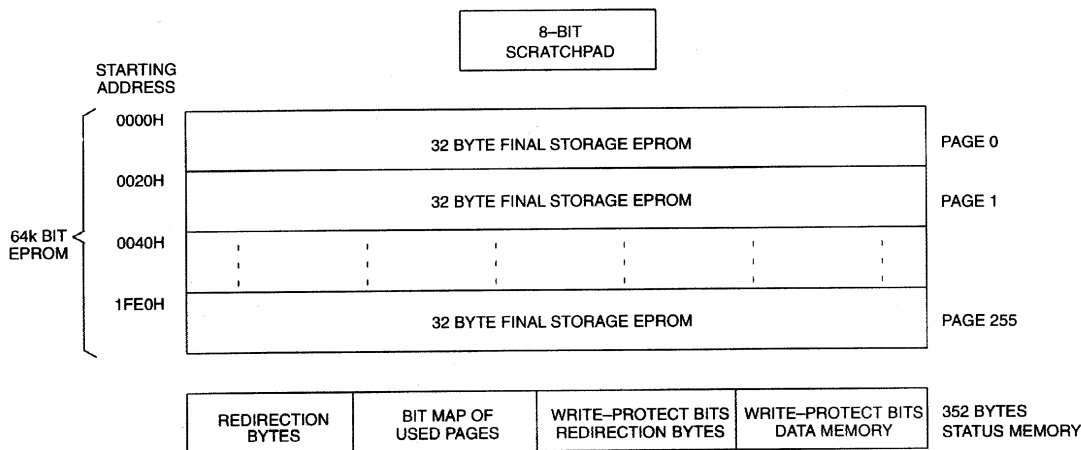 8–BIT
SCRATCHPAD
STARTING
ADDRESS
0000H
32 BYTE FINAL STORAGE EPROM
PAGE 0
0020H
32 BYTE FINAL STORAGE EPROM
PAGE 1
64k BIT
EPROM
0040H
1FE0H
32 BYTE FINAL STORAGE EPROM
PAGE 255
REDIRECTION
BYTES
BIT MAP OF
USED PAGES
WRITE–PROTECT BITS
REDIRECTION BYTES
WRITE–PROTECT BITS
DATA MEMORY
352 BYTES
STATUS MEMORY